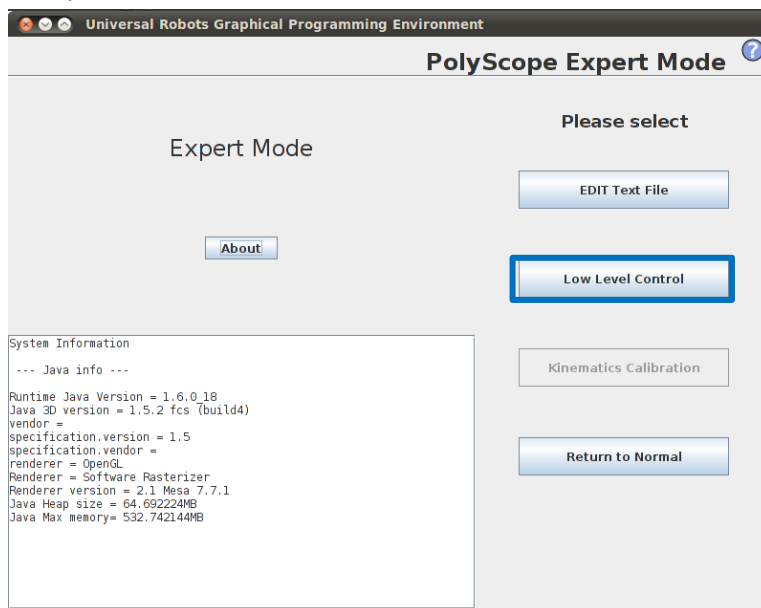 Universal Robots Graphical Programming Environment
PolyScope Expert Mode
?
Please select
Expert Mode
EDIT Text File
About
Low Level Control
System Information
--- Java info ---
Kinematics Calibration
Runtime Java Version = 1.6.0_18
Java 3D version = 1.5.2 fcs (build4)
vendor =
specification.version = 1.5
specification.vendor =
renderer = OpenGL
Renderer = Software Rasterizer
Renderer version = 2.1 Mesa 7.7.1
Java Heap size = 64.692224MB
Java Max memory= 532.742144MB
Return to Normal